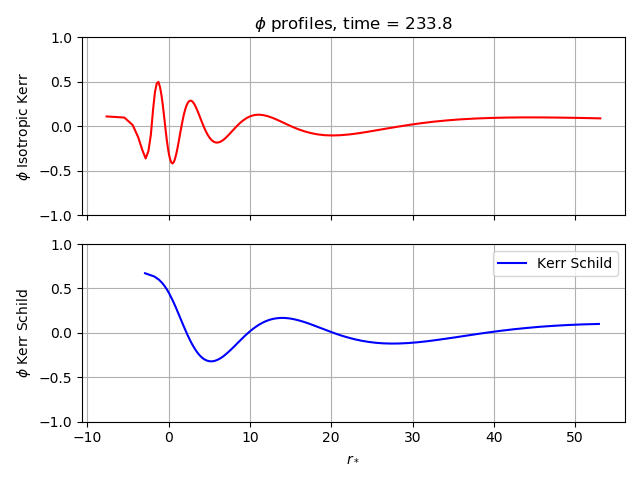 ϕ profiles, time = 233.8
1.0
0.5
0.0
−0.5
−1.0
ϕ Isotropic Kerr
1.0
0.5
0.0
−0.5
−1.0
ϕ Kerr Schild
Kerr Schild
−10 0 10 20 30 40 50
r*